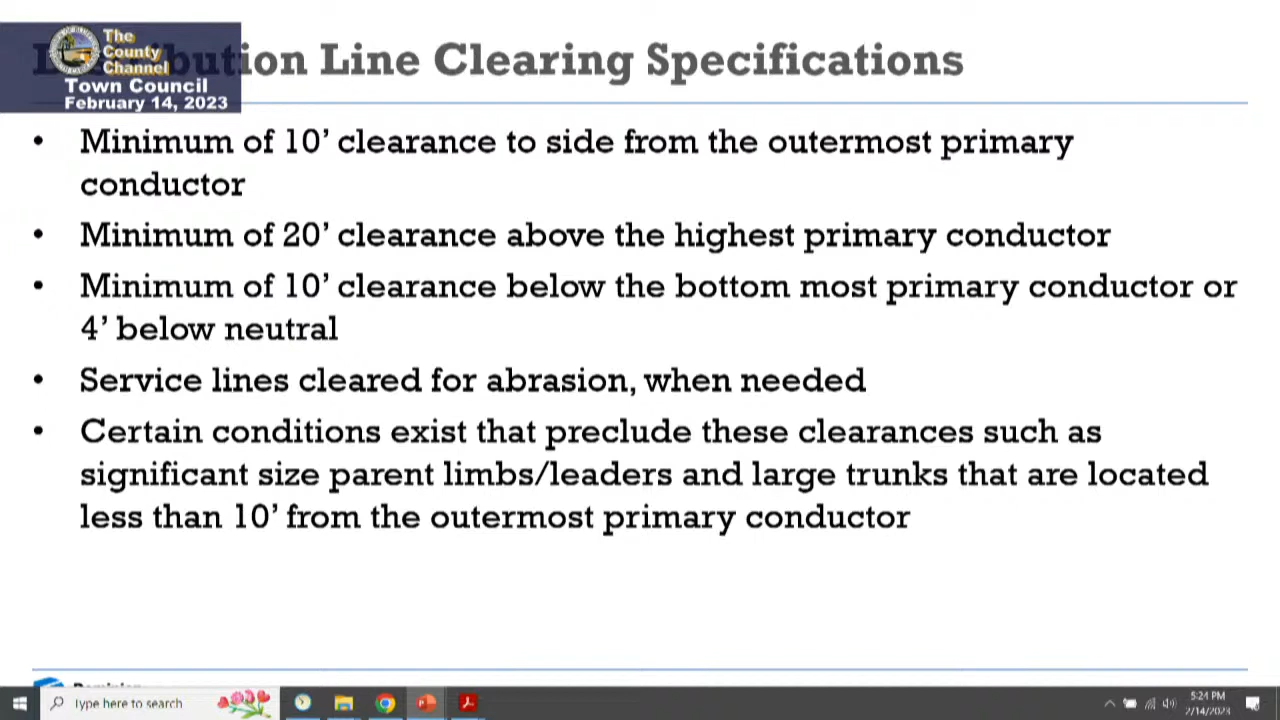 The
County
Channel
Town Council
February 14, 2023
Distribution Line Clearing Specifications
• Minimum of 10’ clearance to side from the outermost primary
conductor
• Minimum of 20’ clearance above the highest primary conductor
• Minimum of 10’ clearance below the bottom most primary conductor or
4’ below neutral
• Service lines cleared for abrasion, when needed
• Certain conditions exist that preclude these clearances such as
significant size parent limbs/leaders and large trunks that are located
less than 10’ from the outermost primary conductor
Type here to search
5:21 PM
2/14/2023